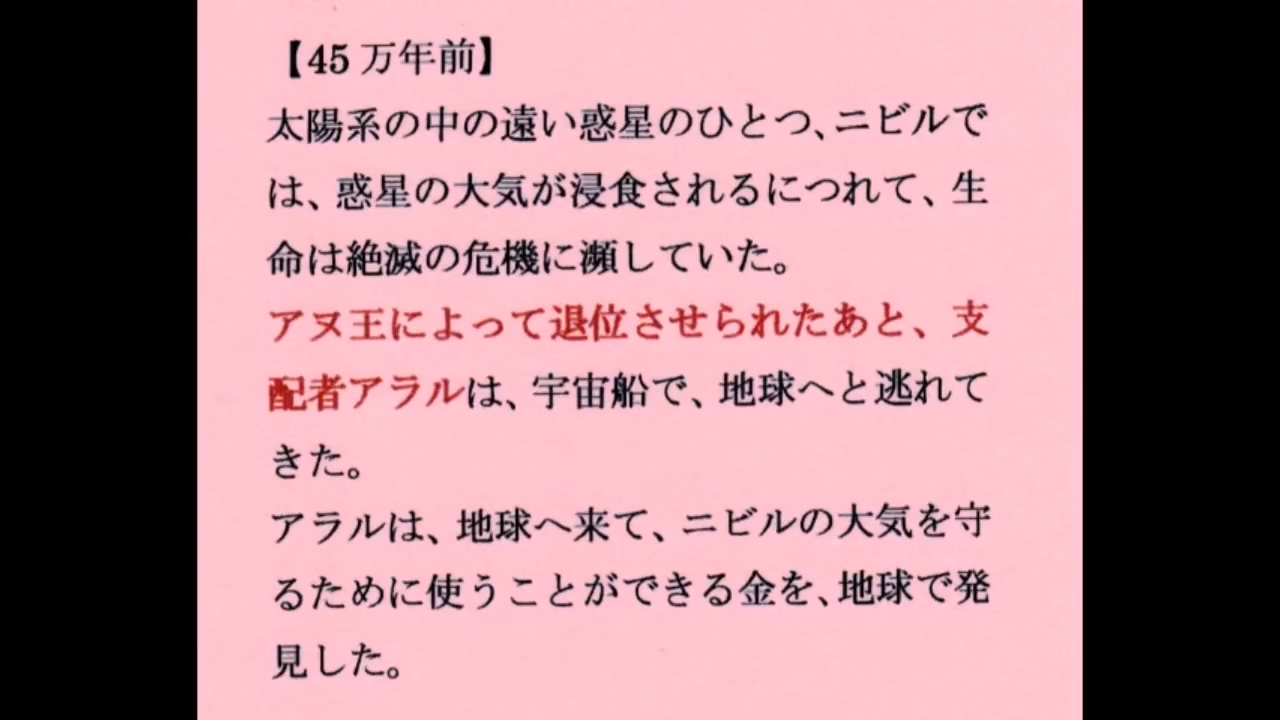 【45万年前】
太陽系の中の遠い惑星のひとつ、ニビルで
は、惑星の大気が浸食されるにつれて、生
命は絶滅の危機に瀕していた。
アヌ王によって退位させられたあと、支
配者アラルは、宇宙船で、地球へと逃れて
きた。
アラルは、地球へ来て、ニビルの大気を守
るために使うことができる金を、地球で発
見した。